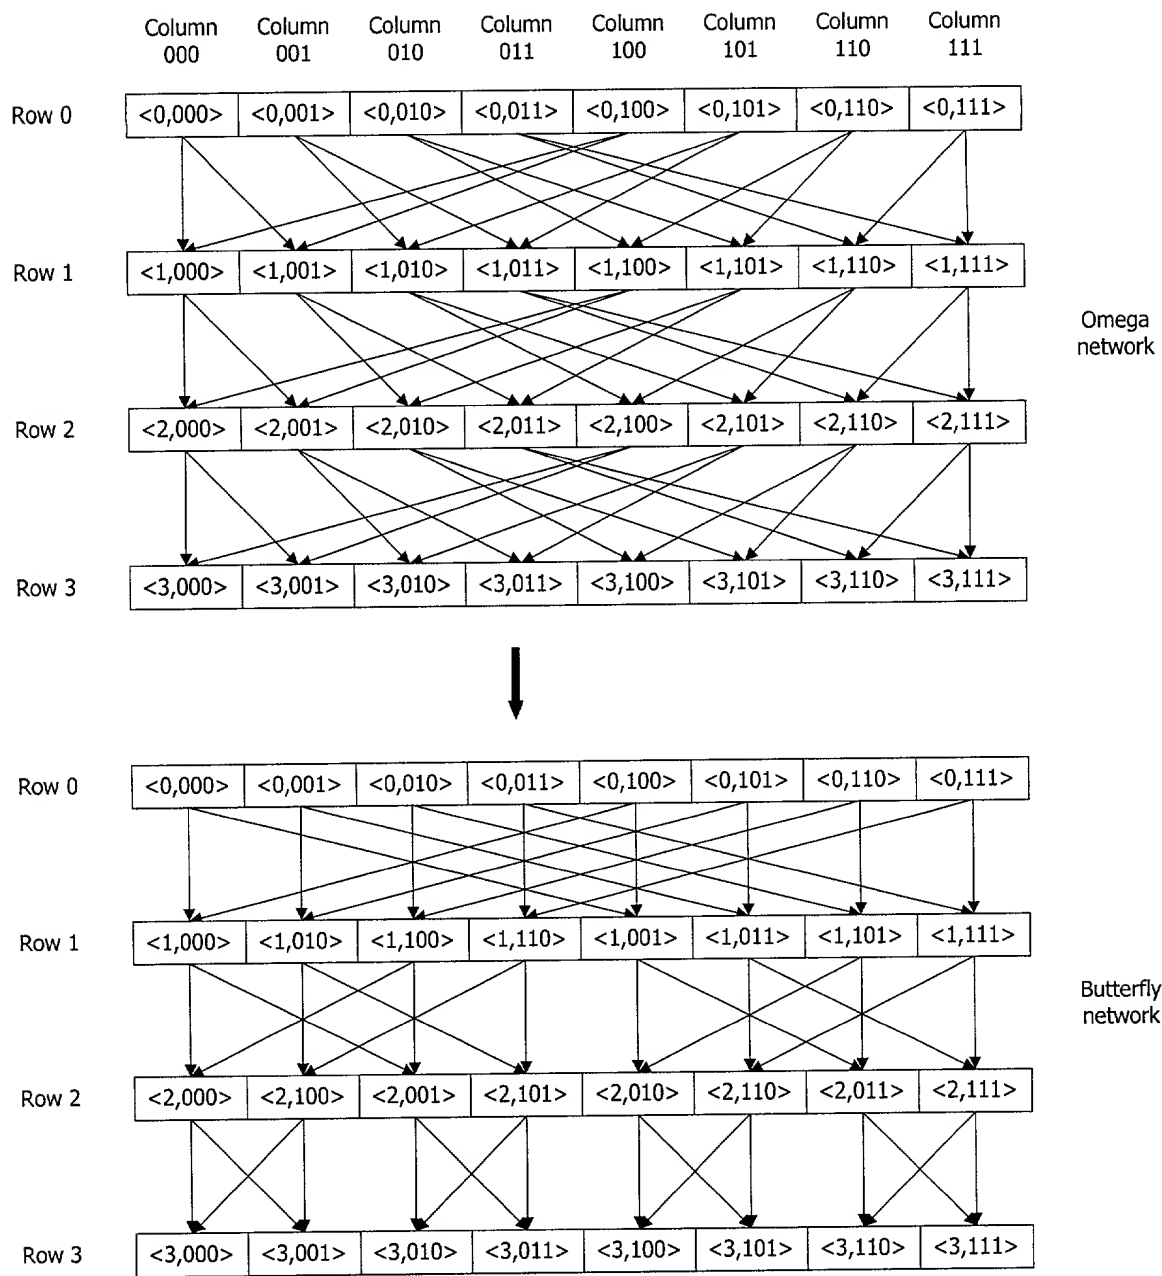 Column Column Column Column Column Column Column Column
000 001 010 011 100 101 110 111
Row 0 <0,000> <0,001> <0,010> <0,011> <0,100> <0,101> <0,110> <0,111>
Row 1 <1,000> <1,001> <1,010> <1,011> <1,100> <1,101> <1,110> <1,111>
Omega
network
Row 2 <2,000> <2,001> <2,010> <2,011> <2,100> <2,101> <2,110> <2,111>
Row 3 <3,000> <3,001> <3,010> <3,011> <3,100> <3,101> <3,110> <3,111>
Row 0 <0,000> <0,001> <0,010> <0,011> <0,100> <0,101> <0,110> <0,111>
Row 1 <1,000> <1,010> <1,100> <1,110> <1,001> <1,011> <1,101> <1,111>
Butterfly
network
Row 2 <2,000> <2,100> <2,001> <2,101> <2,010> <2,110> <2,011> <2,111>
Row 3 <3,000> <3,001> <3,010> <3,011> <3,100> <3,101> <3,110> <3,111>